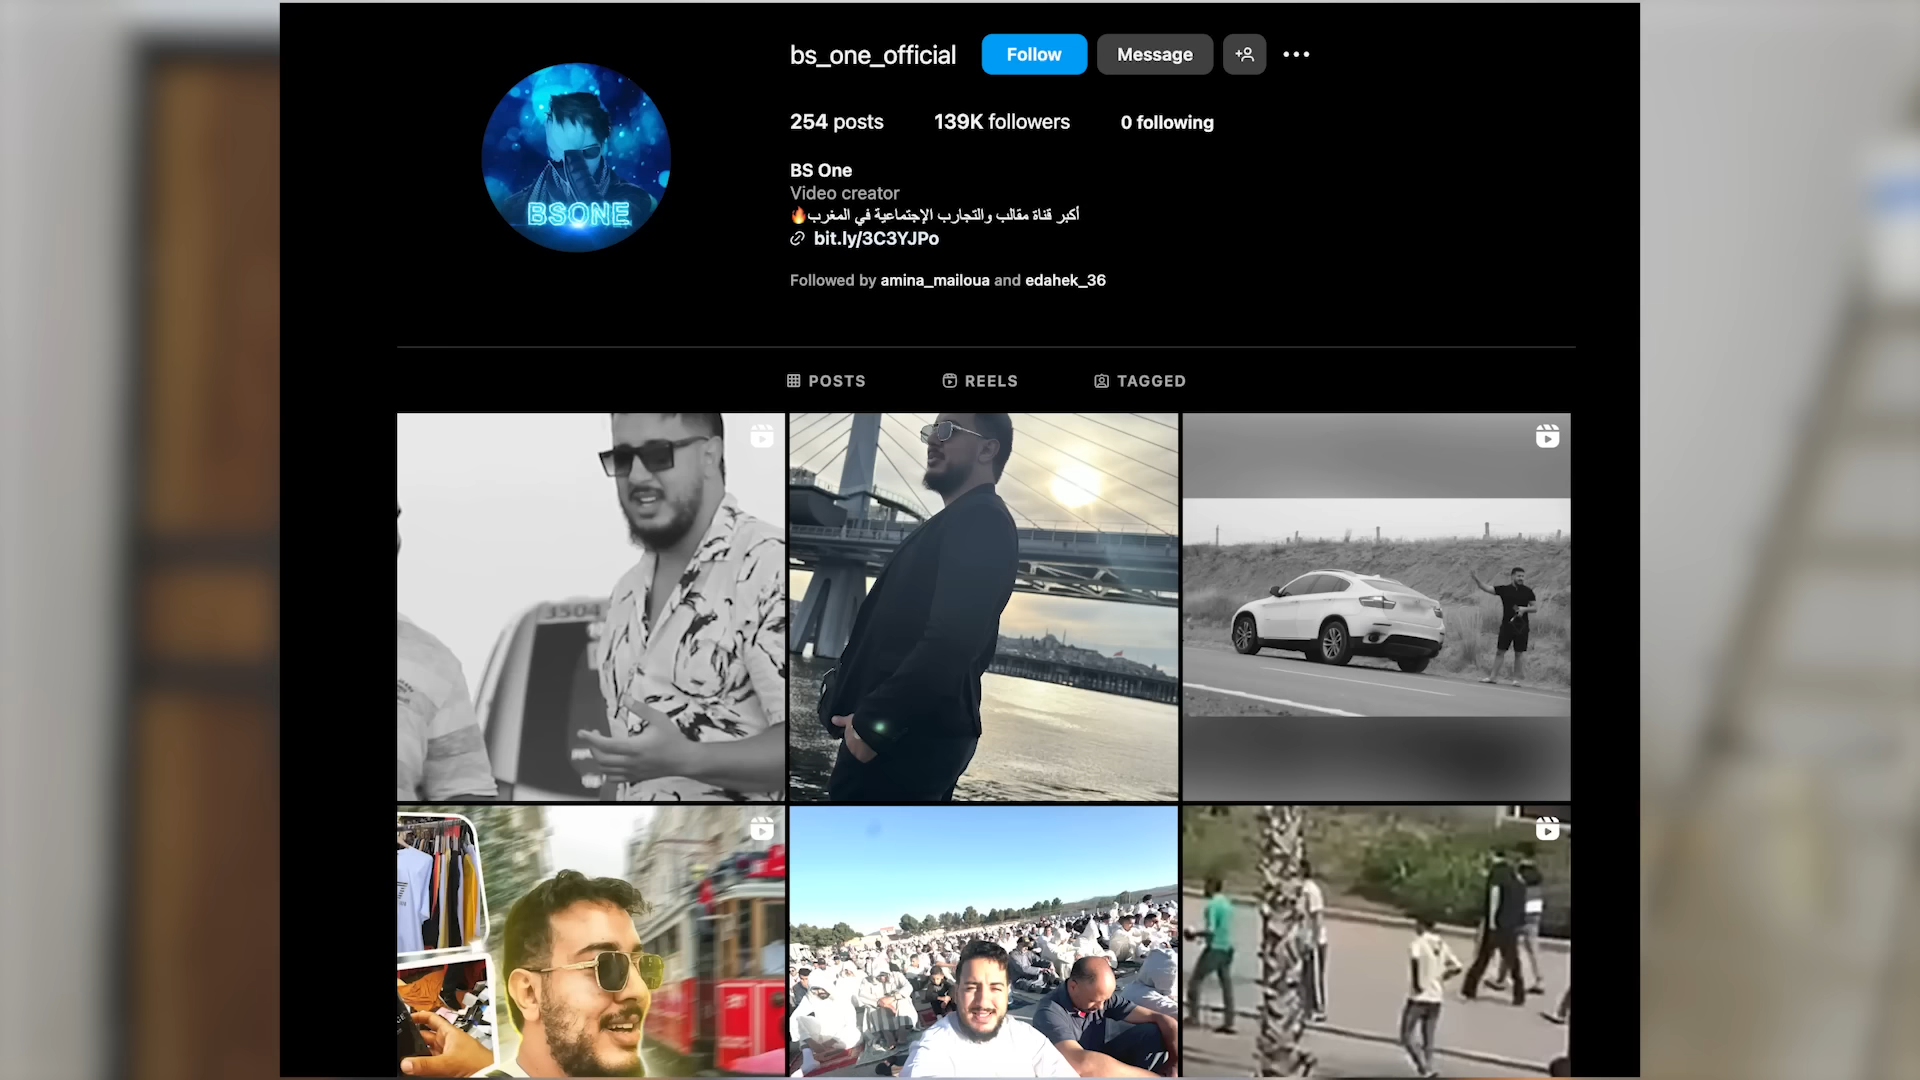 bs_one_official Follow Message
254 posts 139K followers 0 following
BS One
Video creator
أكبر قناة مقالب والتجارب الإجتماعية في المغرب🔥
bit.ly/3C3YJPo
Followed by amina_mailoua and edahek_36
BSONE
POSTS REELS TAGGED
3504